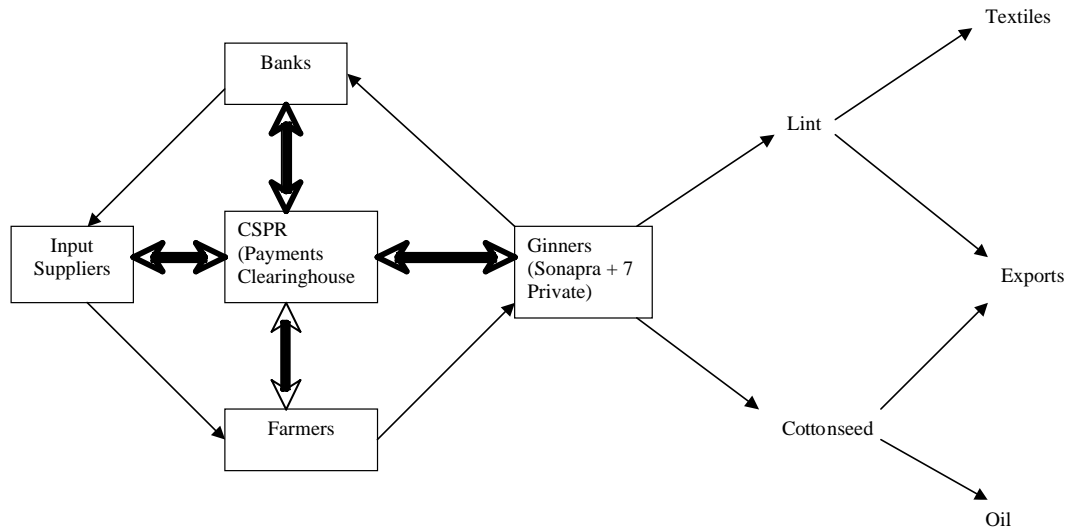 Textiles
Banks
Lint
Input
Suppliers
CSPR
(Payments
Clearinghouse
Ginners
(Sonapra + 7
Private)
Exports
Farmers
Cottonseed
Oil